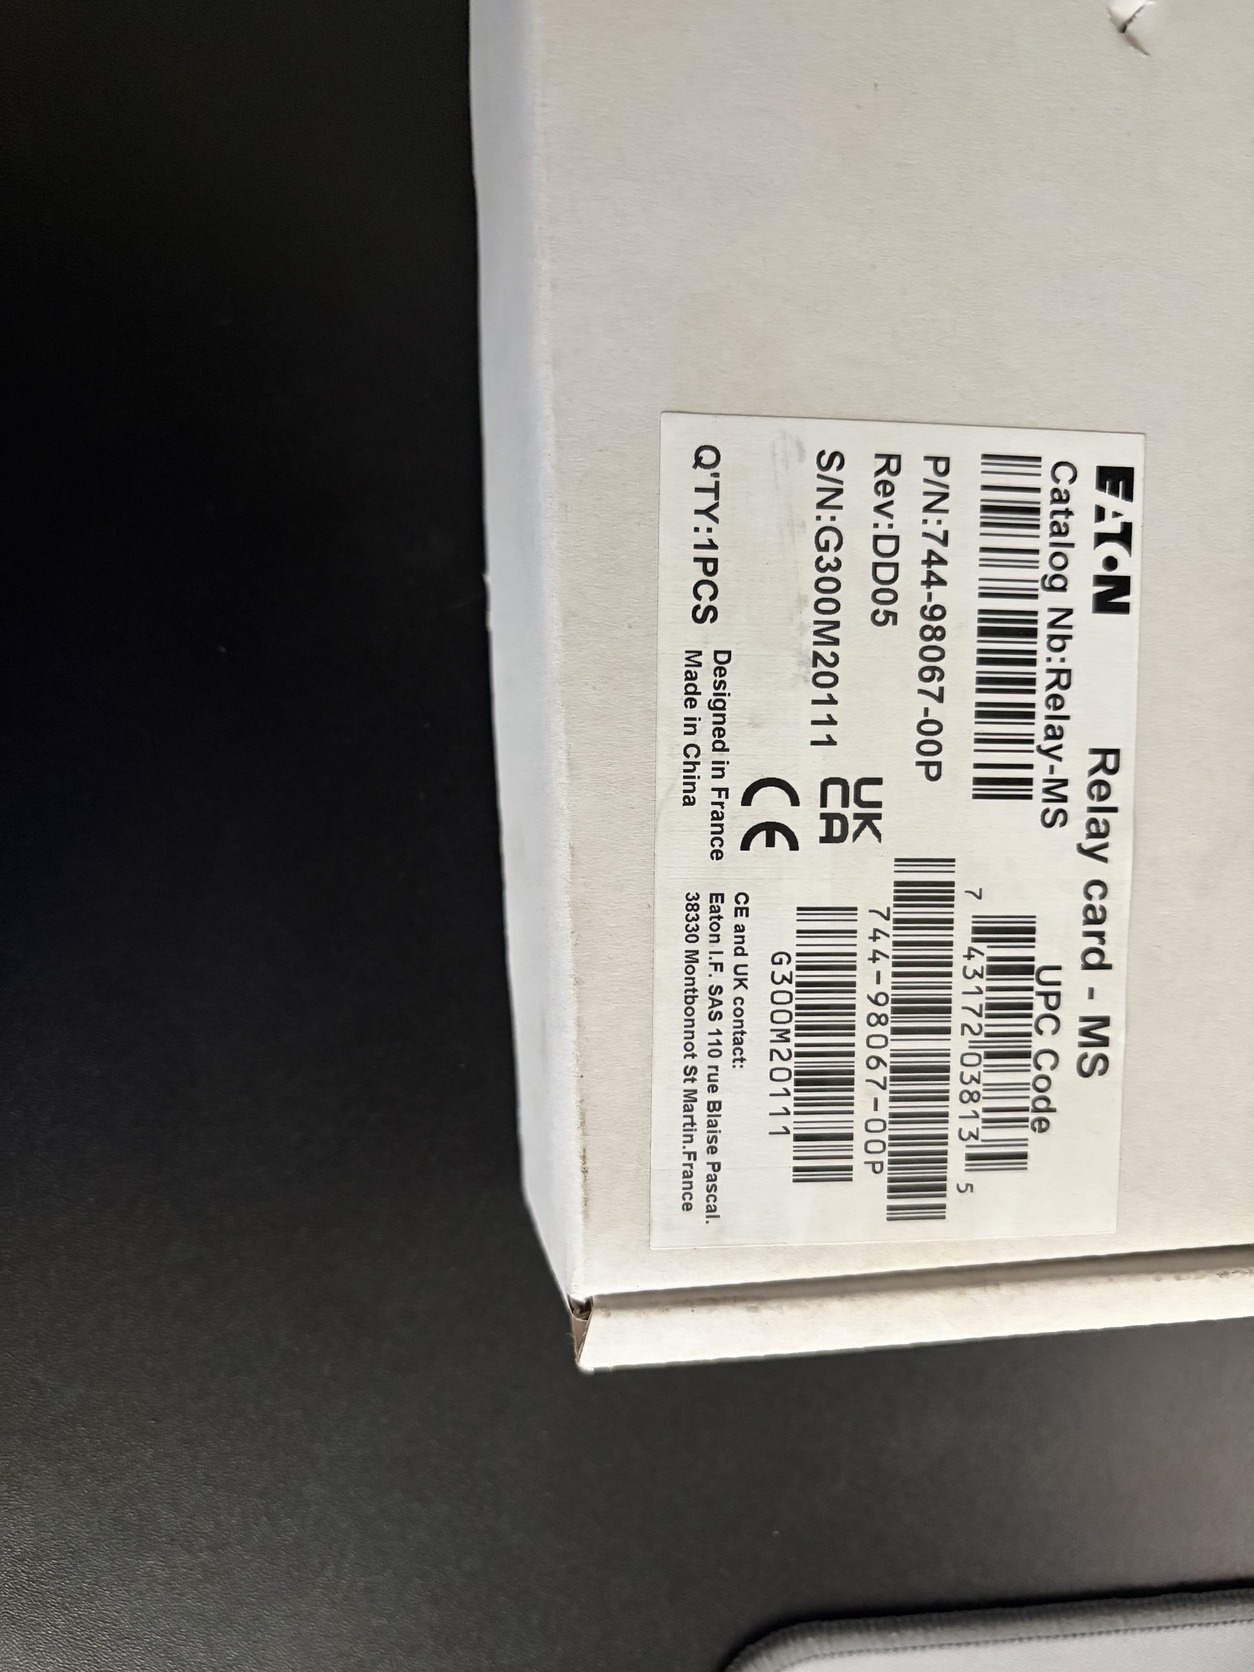 EATON
Relay card - MS
Catalog Nb:Relay-MS
UPC Code
7 43172 03813 5
P/N:744-98067-00P
744-98067-00P
Rev:DD05
UK
CA
S/N:G300M20111
G300M20111
CE
Q'TY:1PCS
Designed in France
Made in China
CE and UK contact:
Eaton I.F. SAS 110 rue Blaise Pascal.
38330 Montbonnot St Martin.France